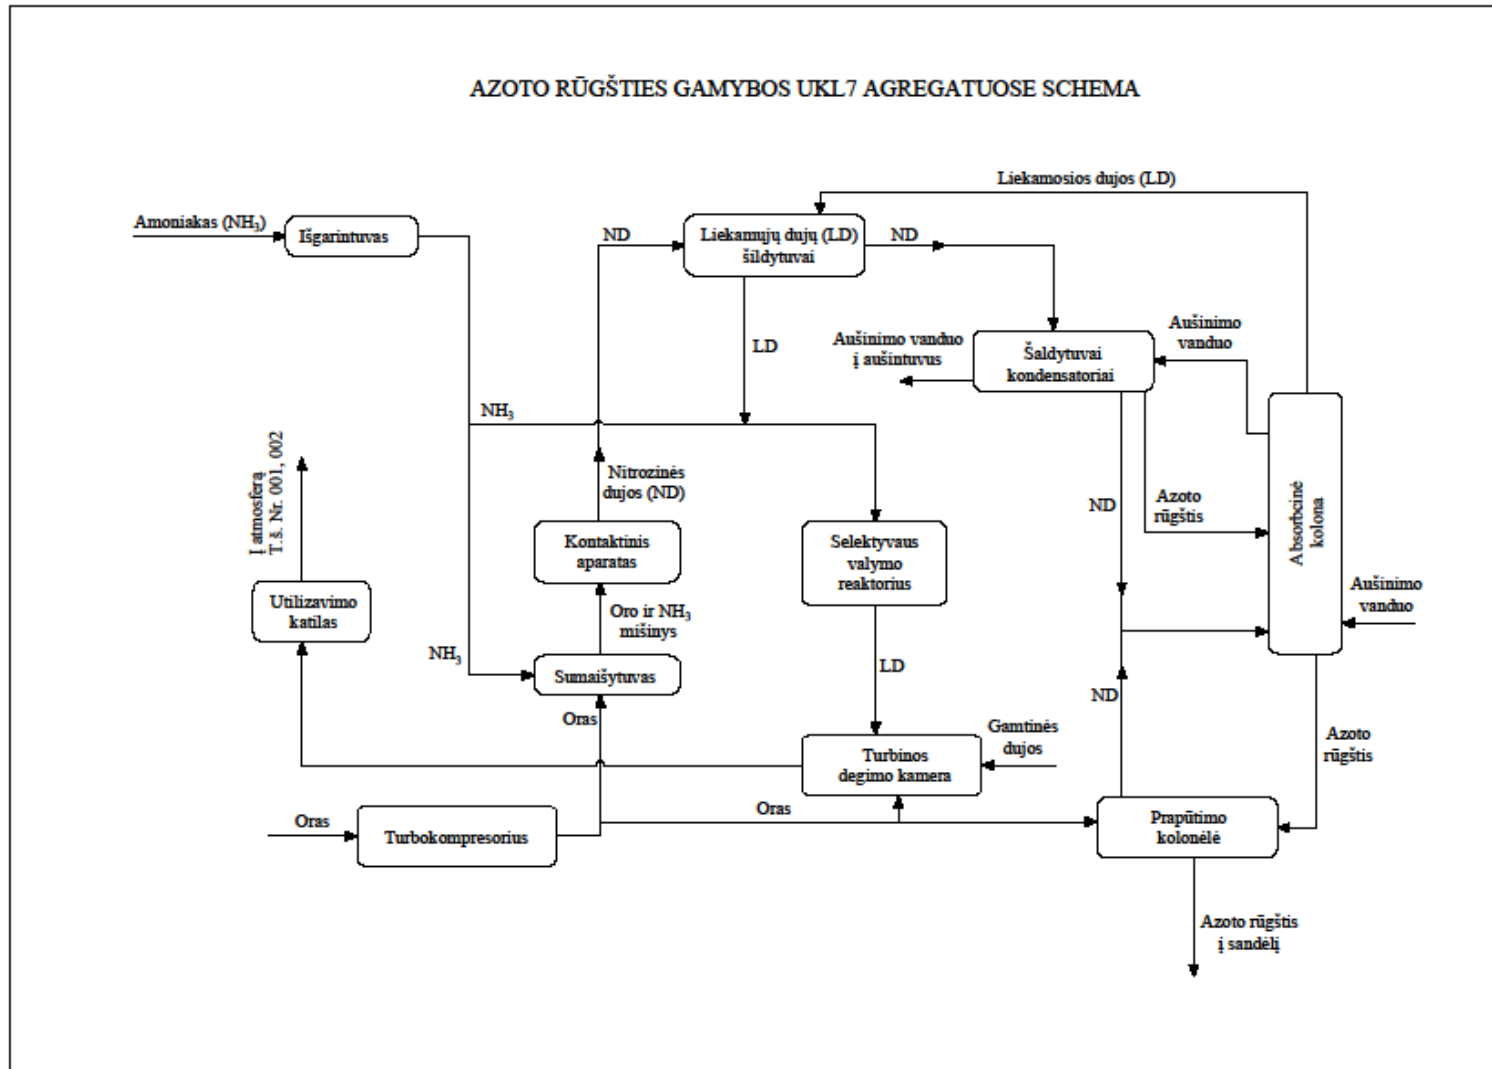 AZOTO RŪGŠTIES GAMYBOS UKL7 AGREGATUOSE SCHEMA
Liekamosios dujos (LD)
Amoniakas (NH₃)
Išgarintuvas
ND
Liekamųjų dujų (LD)
šildytuvai
ND
LD
Aušinimo vanduo
į aušintuvus
Šaldytuvai
kondensatoriai
Aušinimo
vanduo
NH₃
Į atmosferą
T.š. Nr. 001, 002
Nitrozinės
dujos (ND)
ND
Azoto
rūgštis
Absorbcinė
kolona
Kontaktinis
aparatas
Selektyvaus
valymo
reaktorius
Utilizavimo
katilas
Oro ir NH₃
mišinys
Aušinimo
vanduo
NH₃
Sumaišytuvas
LD
ND
Oras
Gamtinės
dujos
Azoto
rūgštis
Turbinos
degimo kamera
Oras
Turbokompresorius
Oras
Prapūtimo
kolonėlė
Azoto rūgštis
į sandėlį